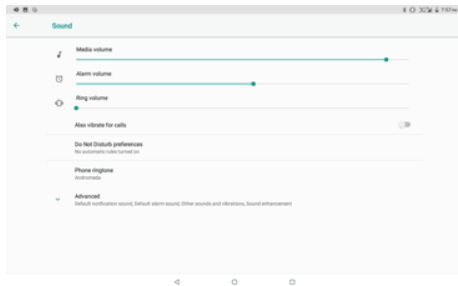 Sound
Media volume
Alarm volume
Ring volume
Also vibrate for calls
Do Not Disturb preferences
No automatic rules turned on
Phone ringtone
Andromeda
Advanced
Default notification sound, Default alarm sound, Other sounds and vibrations, Sound enhancement